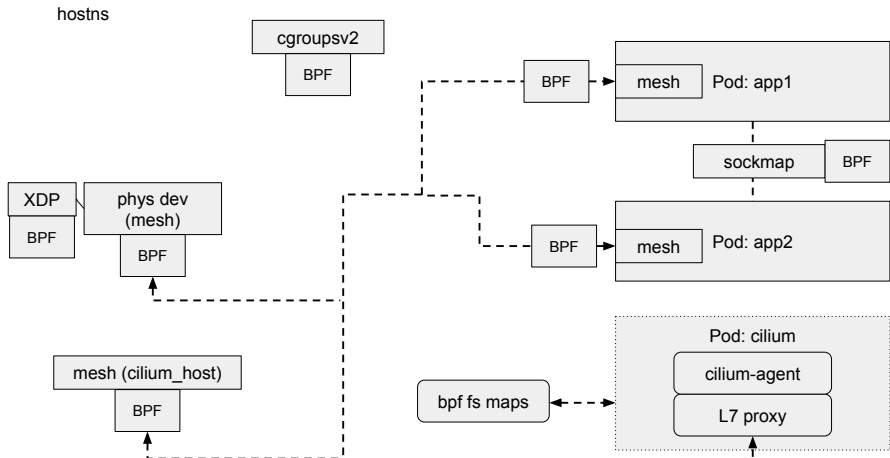 hostns
cgroupsv2
BPF
BPF
mesh
Pod: app1
sockmap
BPF
XDP
BPF
phys dev
(mesh)
BPF
BPF
mesh
Pod: app2
mesh (cilium_host)
BPF
bpf fs maps
Pod: cilium
cilium-agent
L7 proxy